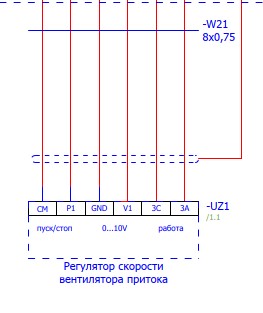 -W21
8x0,75
CM P1 GND V1 3C 3A -UZ1
/1.1
пуск/стоп 0...10V работа
Регулятор скорости
вентилятора притока